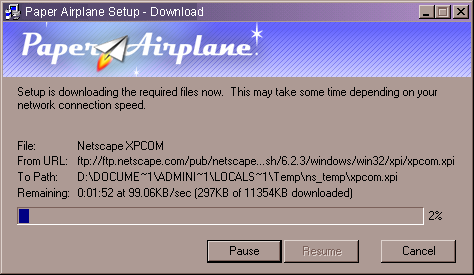 Paper Airplane Setup - Download
Paper Airplane!
Setup is downloading the required files now. This may take some time depending on your
network connection speed.
File: Netscape XPCOM
From URL: ftp://ftp.netscape.com/pub/netscape...sh/6.2.3/windows/win32/xpi/xpcom.xpi
To Path: D:\DOCUME~1\ADMINI~1\LOCALS~1\Temp\ns_temp\xpcom.xpi
Remaining: 0:01:52 at 99.06KB/sec (297KB of 11354KB downloaded)
2%
Pause Resume Cancel